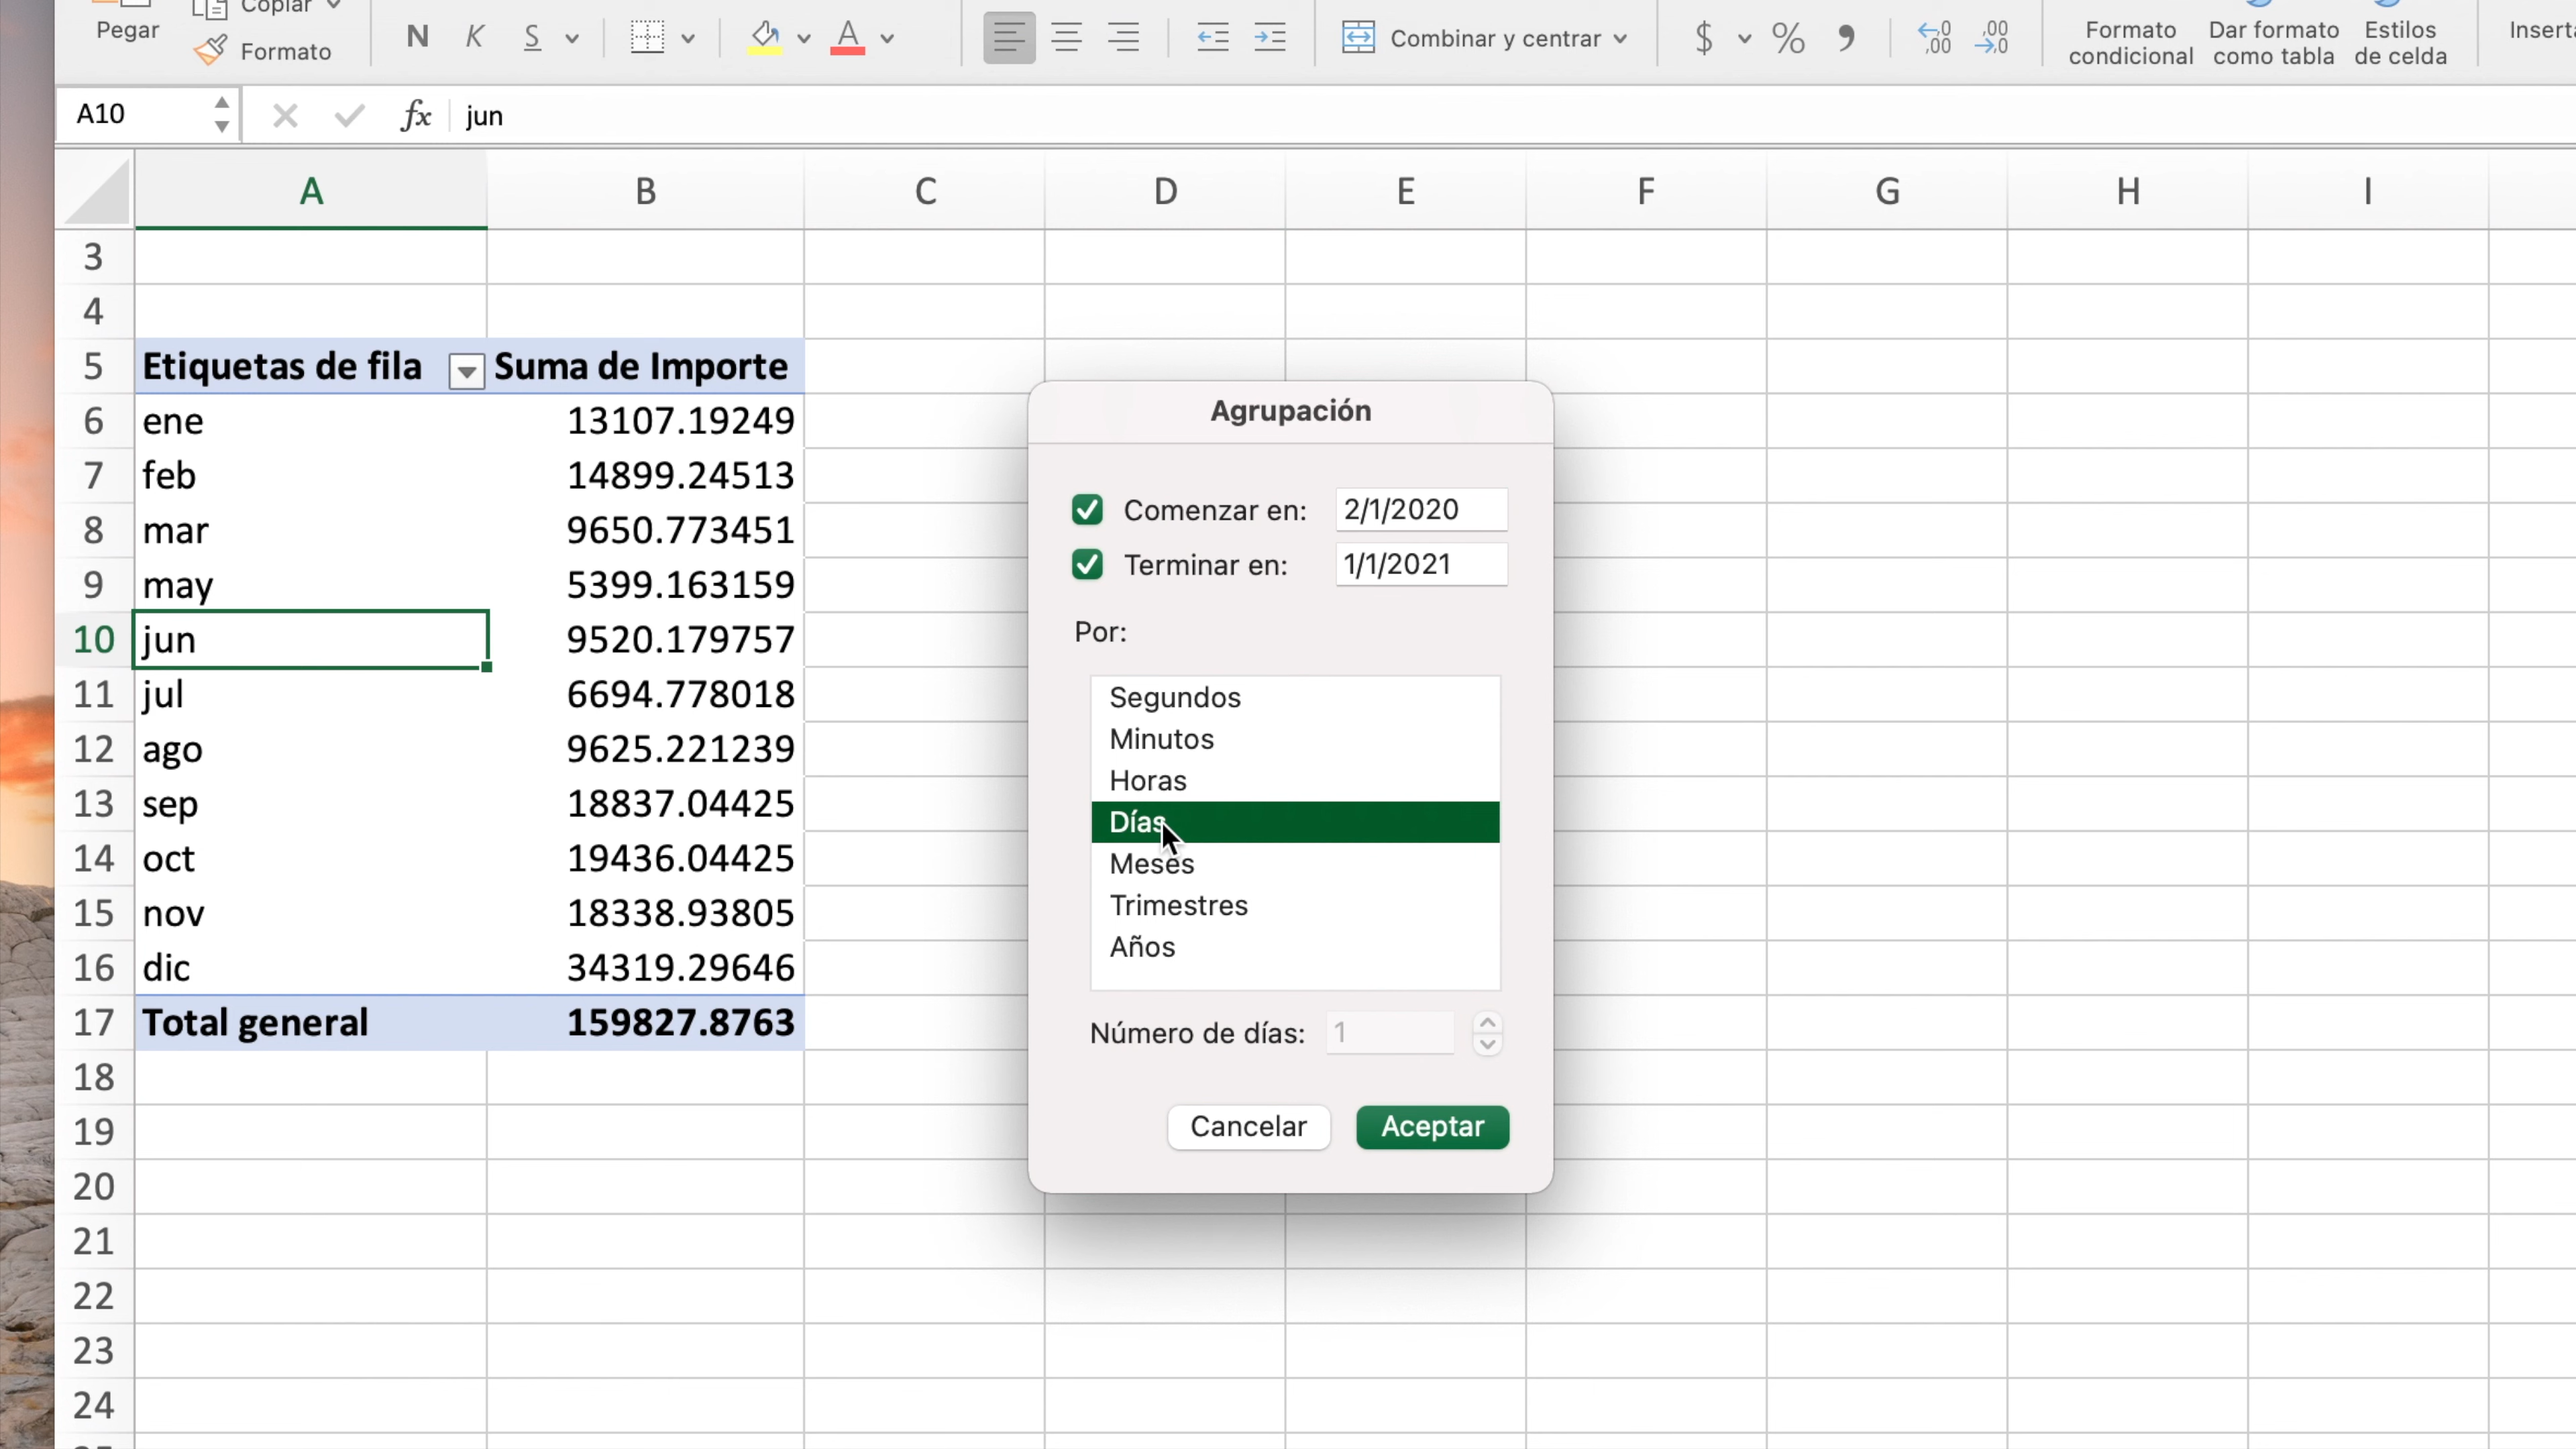 Copiar
Pegar
Formato
N K S
A
Combinar y centrar
$ % ,
,0 ,00
,00 ,0
Formato condicional
Dar formato como tabla
Estilos de celda
A10
fx jun
A B C D E F G H I
3
4
5 Etiquetas de fila Suma de Importe
6 ene 13107.19249
7 feb 14899.24513
8 mar 9650.773451
9 may 5399.163159
10 jun 9520.179757
11 jul 6694.778018
12 ago 9625.221239
13 sep 18837.04425
14 oct 19436.04425
15 nov 18338.93805
16 dic 34319.29646
17 Total general 159827.8763
18
19
20
21
22
23
24
Agrupación
Comenzar en: 2/1/2020
Terminar en: 1/1/2021
Por:
Segundos
Minutos
Horas
Días
Meses
Trimestres
Años
Número de días: 1
Cancelar Aceptar